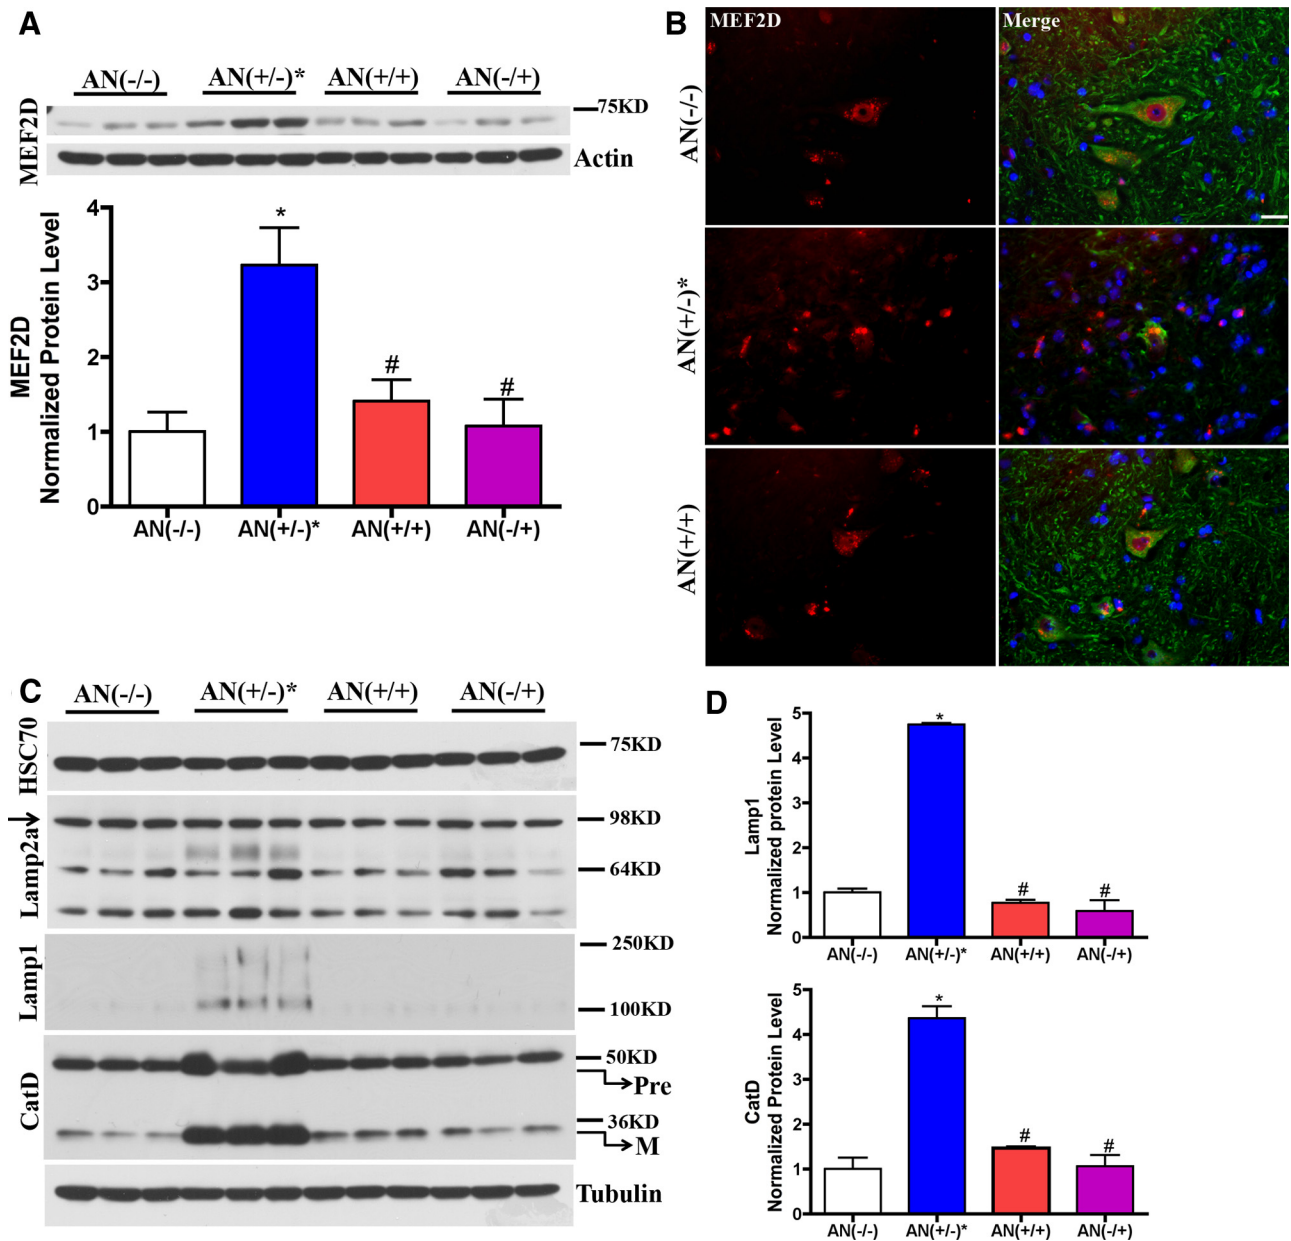 A
AN(-/-) AN(+/-)* AN(+/+) AN(-/+)
75KD
MEF2D
Actin
MEF2D
Normalized Protein Level
4
3
2
1
0
*
#
#
AN(-/-) AN(+/-)* AN(+/+) AN(-/+)
B
MEF2D Merge
AN(-/-)
AN(+/-)*
AN(+/+)
C
AN(-/-) AN(+/-)* AN(+/+) AN(-/+)
HSC70
75KD
Lamp2a
98KD
64KD
Lamp1
250KD
100KD
CatD
50KD
Pre
36KD
M
Tubulin
D
Lamp1
Normalized protein Level
5
4
3
2
1
0
*
#
#
AN(-/-) AN(+/-)* AN(+/+) AN(-/+)
CatD
Normalized Protein Level
5
4
3
2
1
0
*
#
#
AN(-/-) AN(+/-)* AN(+/+) AN(-/+)